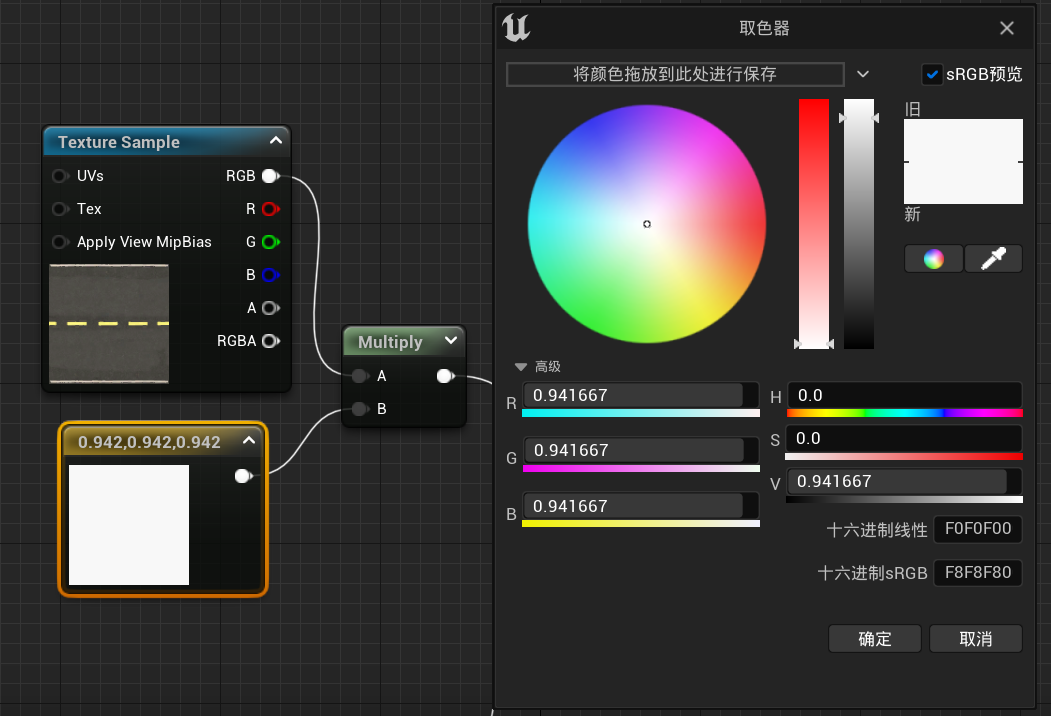 Texture Sample
UVs
RGB
Tex
R
Apply View MipBias
G
B
A
RGBA
Multiply
A
B
0.942,0.942,0.942
取色器
将颜色拖放到此处进行保存
sRGB预览
旧
新
高级
R
0.941667
H
0.0
G
0.941667
S
0.0
B
0.941667
V
0.941667
十六进制线性
F0F0F00
十六进制sRGB
F8F8F80
确定
取消